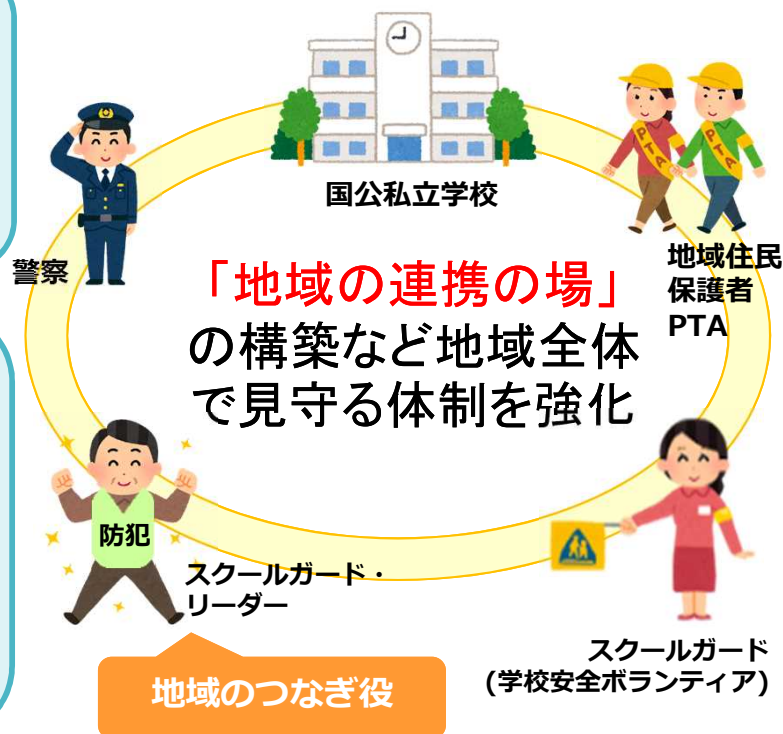 国公私立学校
PTA
PTA
警察
地域住民
保護者
PTA
「地域の連携の場」
の構築など地域全体
で見守る体制を強化
防犯
スクールガード・
リーダー
スクールガード
(学校安全ボランティア)
地域のつなぎ役